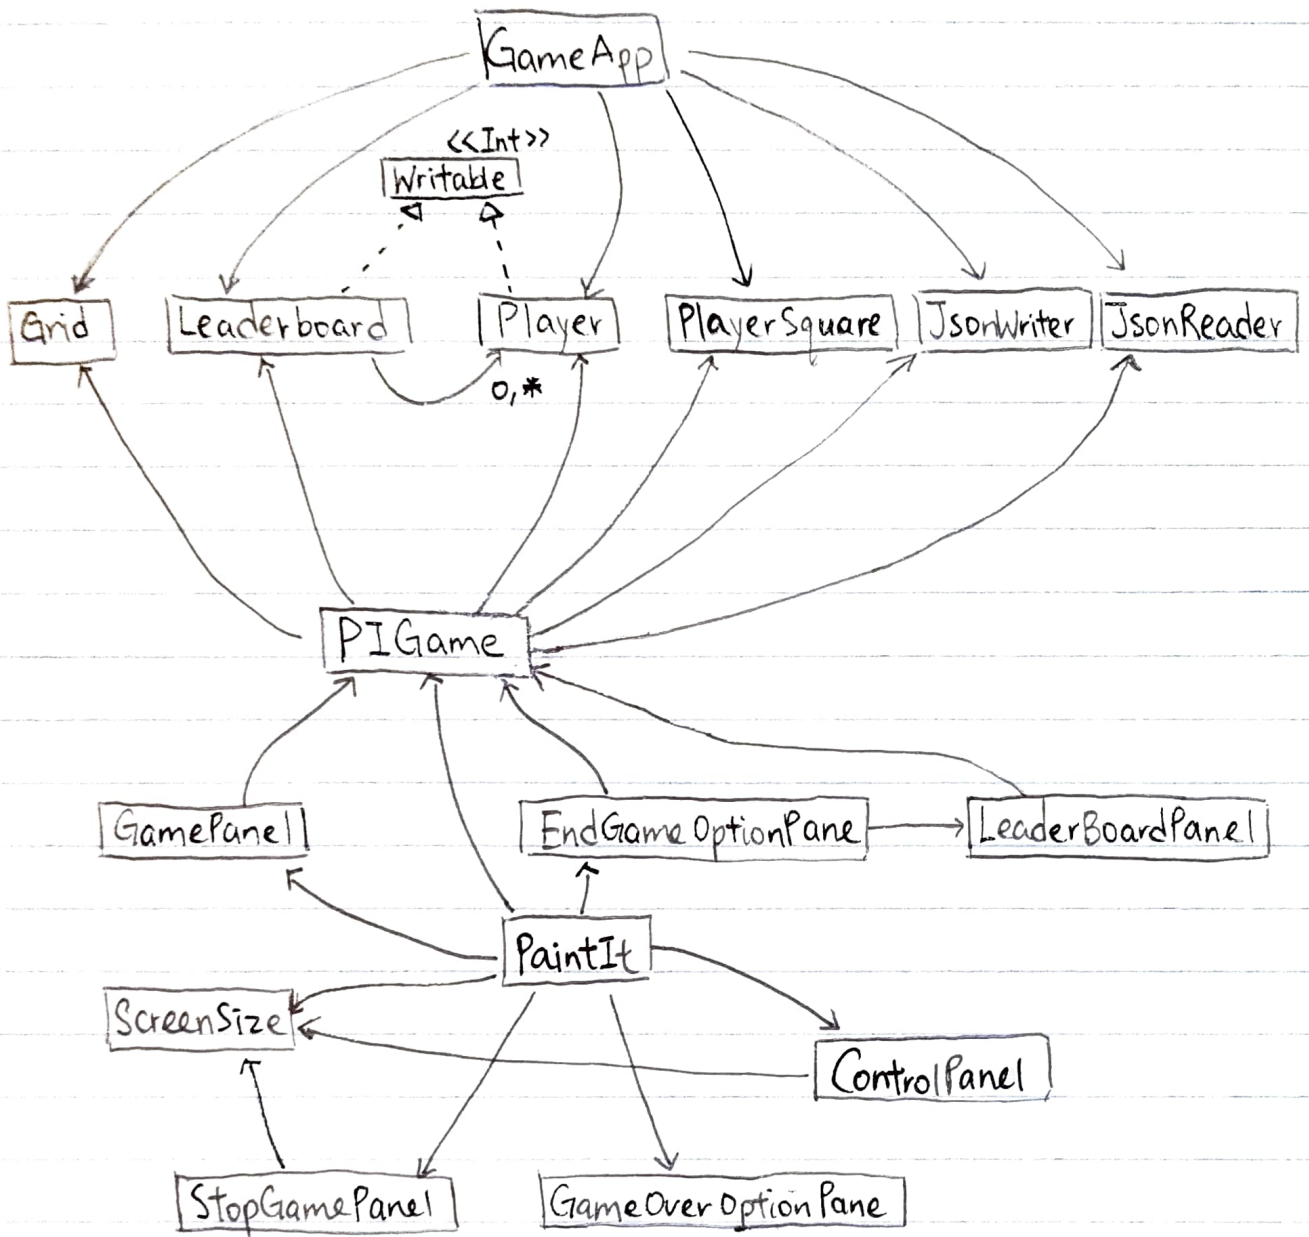 GameApp
<<Int>>
Writable
Grid
Leaderboard
Player
PlayerSquare
JsonWriter
JsonReader
0,*
PIGame
GamePanel
EndGameOptionPane
LeaderBoardPanel
PaintIt
ScreenSize
ControlPanel
StopGamePanel
GameOverOptionPane